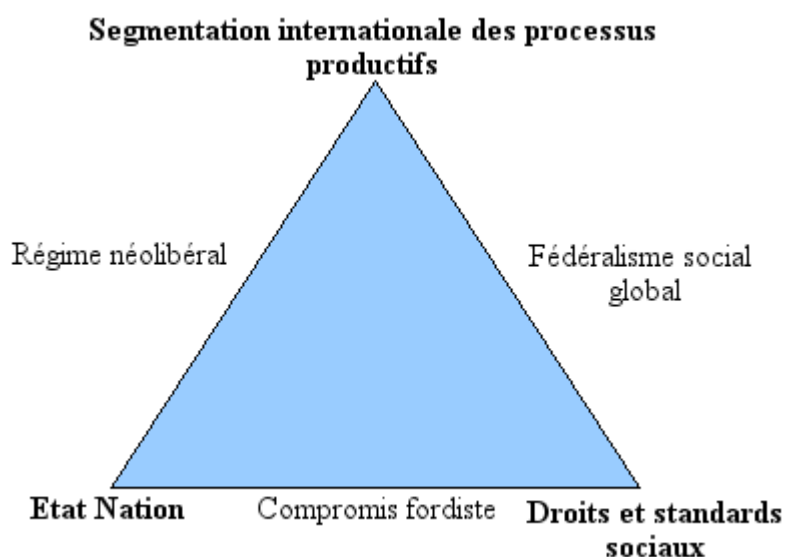 Segmentation internationale des processus
productifs
Régime néolibéral
Fédéralisme social
global
Etat Nation
Compromis fordiste
Droits et standards
sociaux